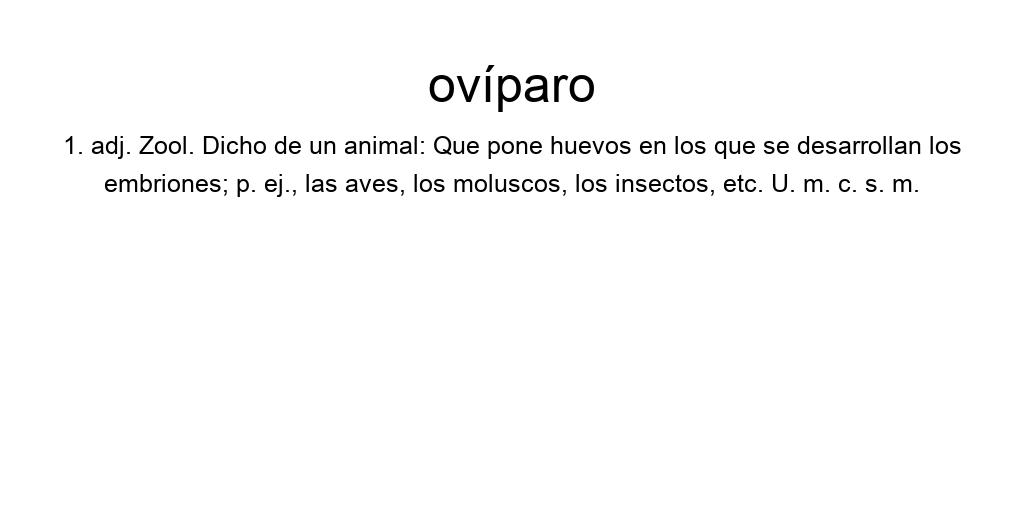 ovíparo
1. adj. Zool. Dicho de un animal: Que pone huevos en los que se desarrollan los
embriones; p. ej., las aves, los moluscos, los insectos, etc. U. m. c. s. m.